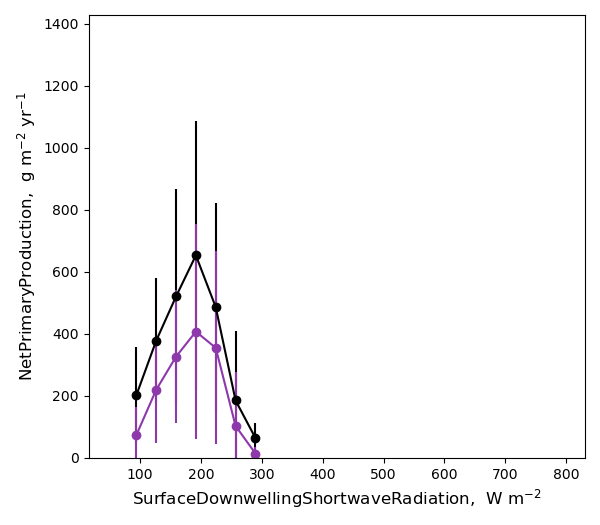 1400
1200
1000
800
600
400
200
0
NetPrimaryProduction, g m⁻² yr⁻¹
100 200 300 400 500 600 700 800
SurfaceDownwellingShortwaveRadiation, W m⁻²